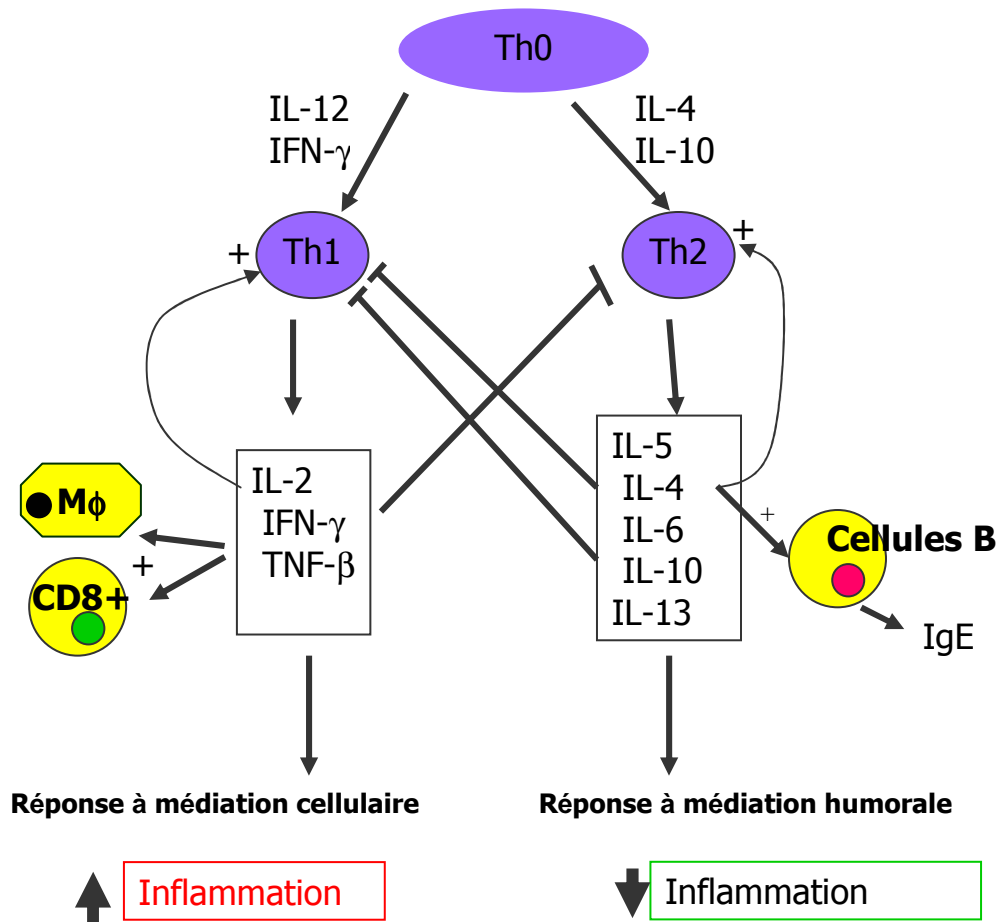 Th0
IL-12
IFN-γ
IL-4
IL-10
+
Th1
Th2
+
IL-2
IFN-γ
TNF-β
IL-5
IL-4
IL-6
IL-10
IL-13
Mϕ
+
CD8+
+
Cellules B
IgE
Réponse à médiation cellulaire
Réponse à médiation humorale
Inflammation
Inflammation